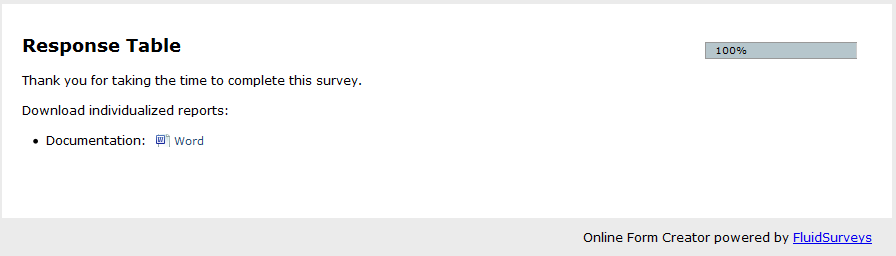 Response Table
100%
Thank you for taking the time to complete this survey.
Download individualized reports:
• Documentation: Word
Online Form Creator powered by FluidSurveys